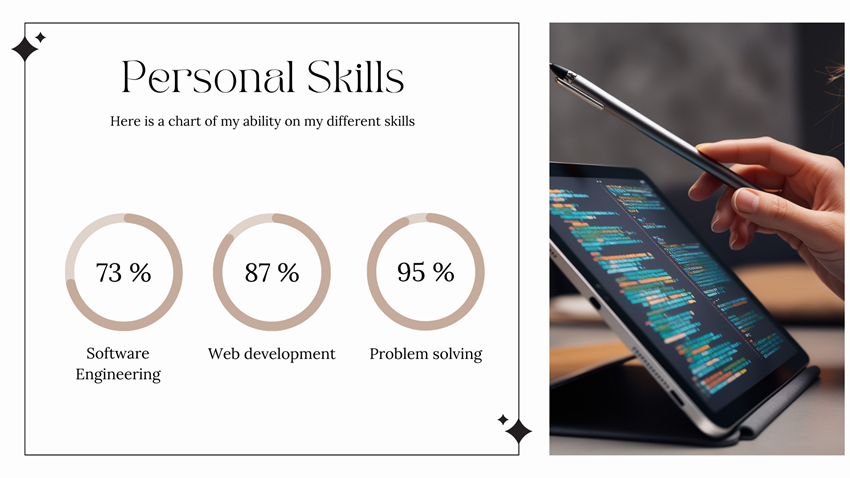 Personal Skills
Here is a chart of my ability on my different skills
73 %
87 %
95 %
Software
Engineering
Web development
Problem solving